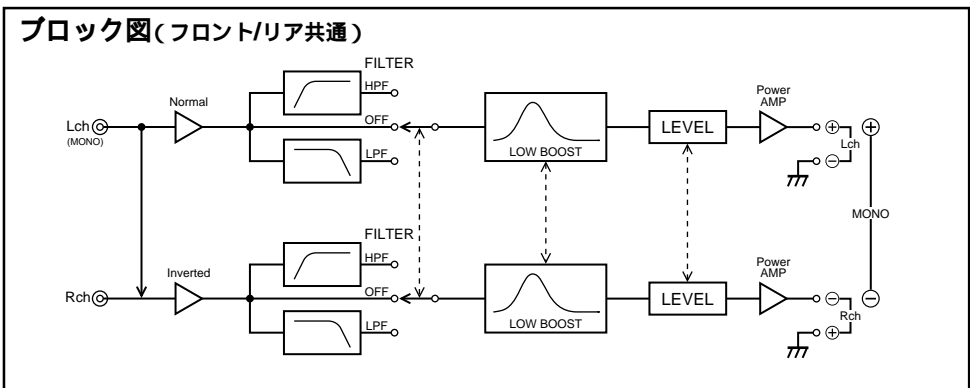 ブロック図(フロント/リア共通)
FILTER
HPF
Normal
Lch
(MONO)
OFF
LPF
LOW BOOST
LEVEL
Power
AMP
+
Lch
-
+
MONO
FILTER
HPF
Inverted
Rch
OFF
LPF
LOW BOOST
LEVEL
Power
AMP
-
Rch
+
-